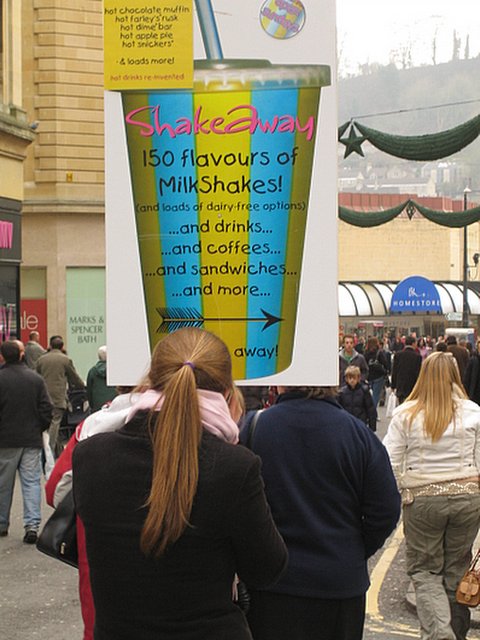 hot chocolate muffin
hot farley's rusk
hot dime bar
hot apple pie
hot snickers'
& loads more!
hot drinks re-invented
ShakeAway
150 flavours of
MilkShakes!
(and loads of dairy-free options)
...and drinks...
...and coffees...
...and sandwiches...
...and more...
away!
MARKS &
SPENCER
BATH
HOMESTORE